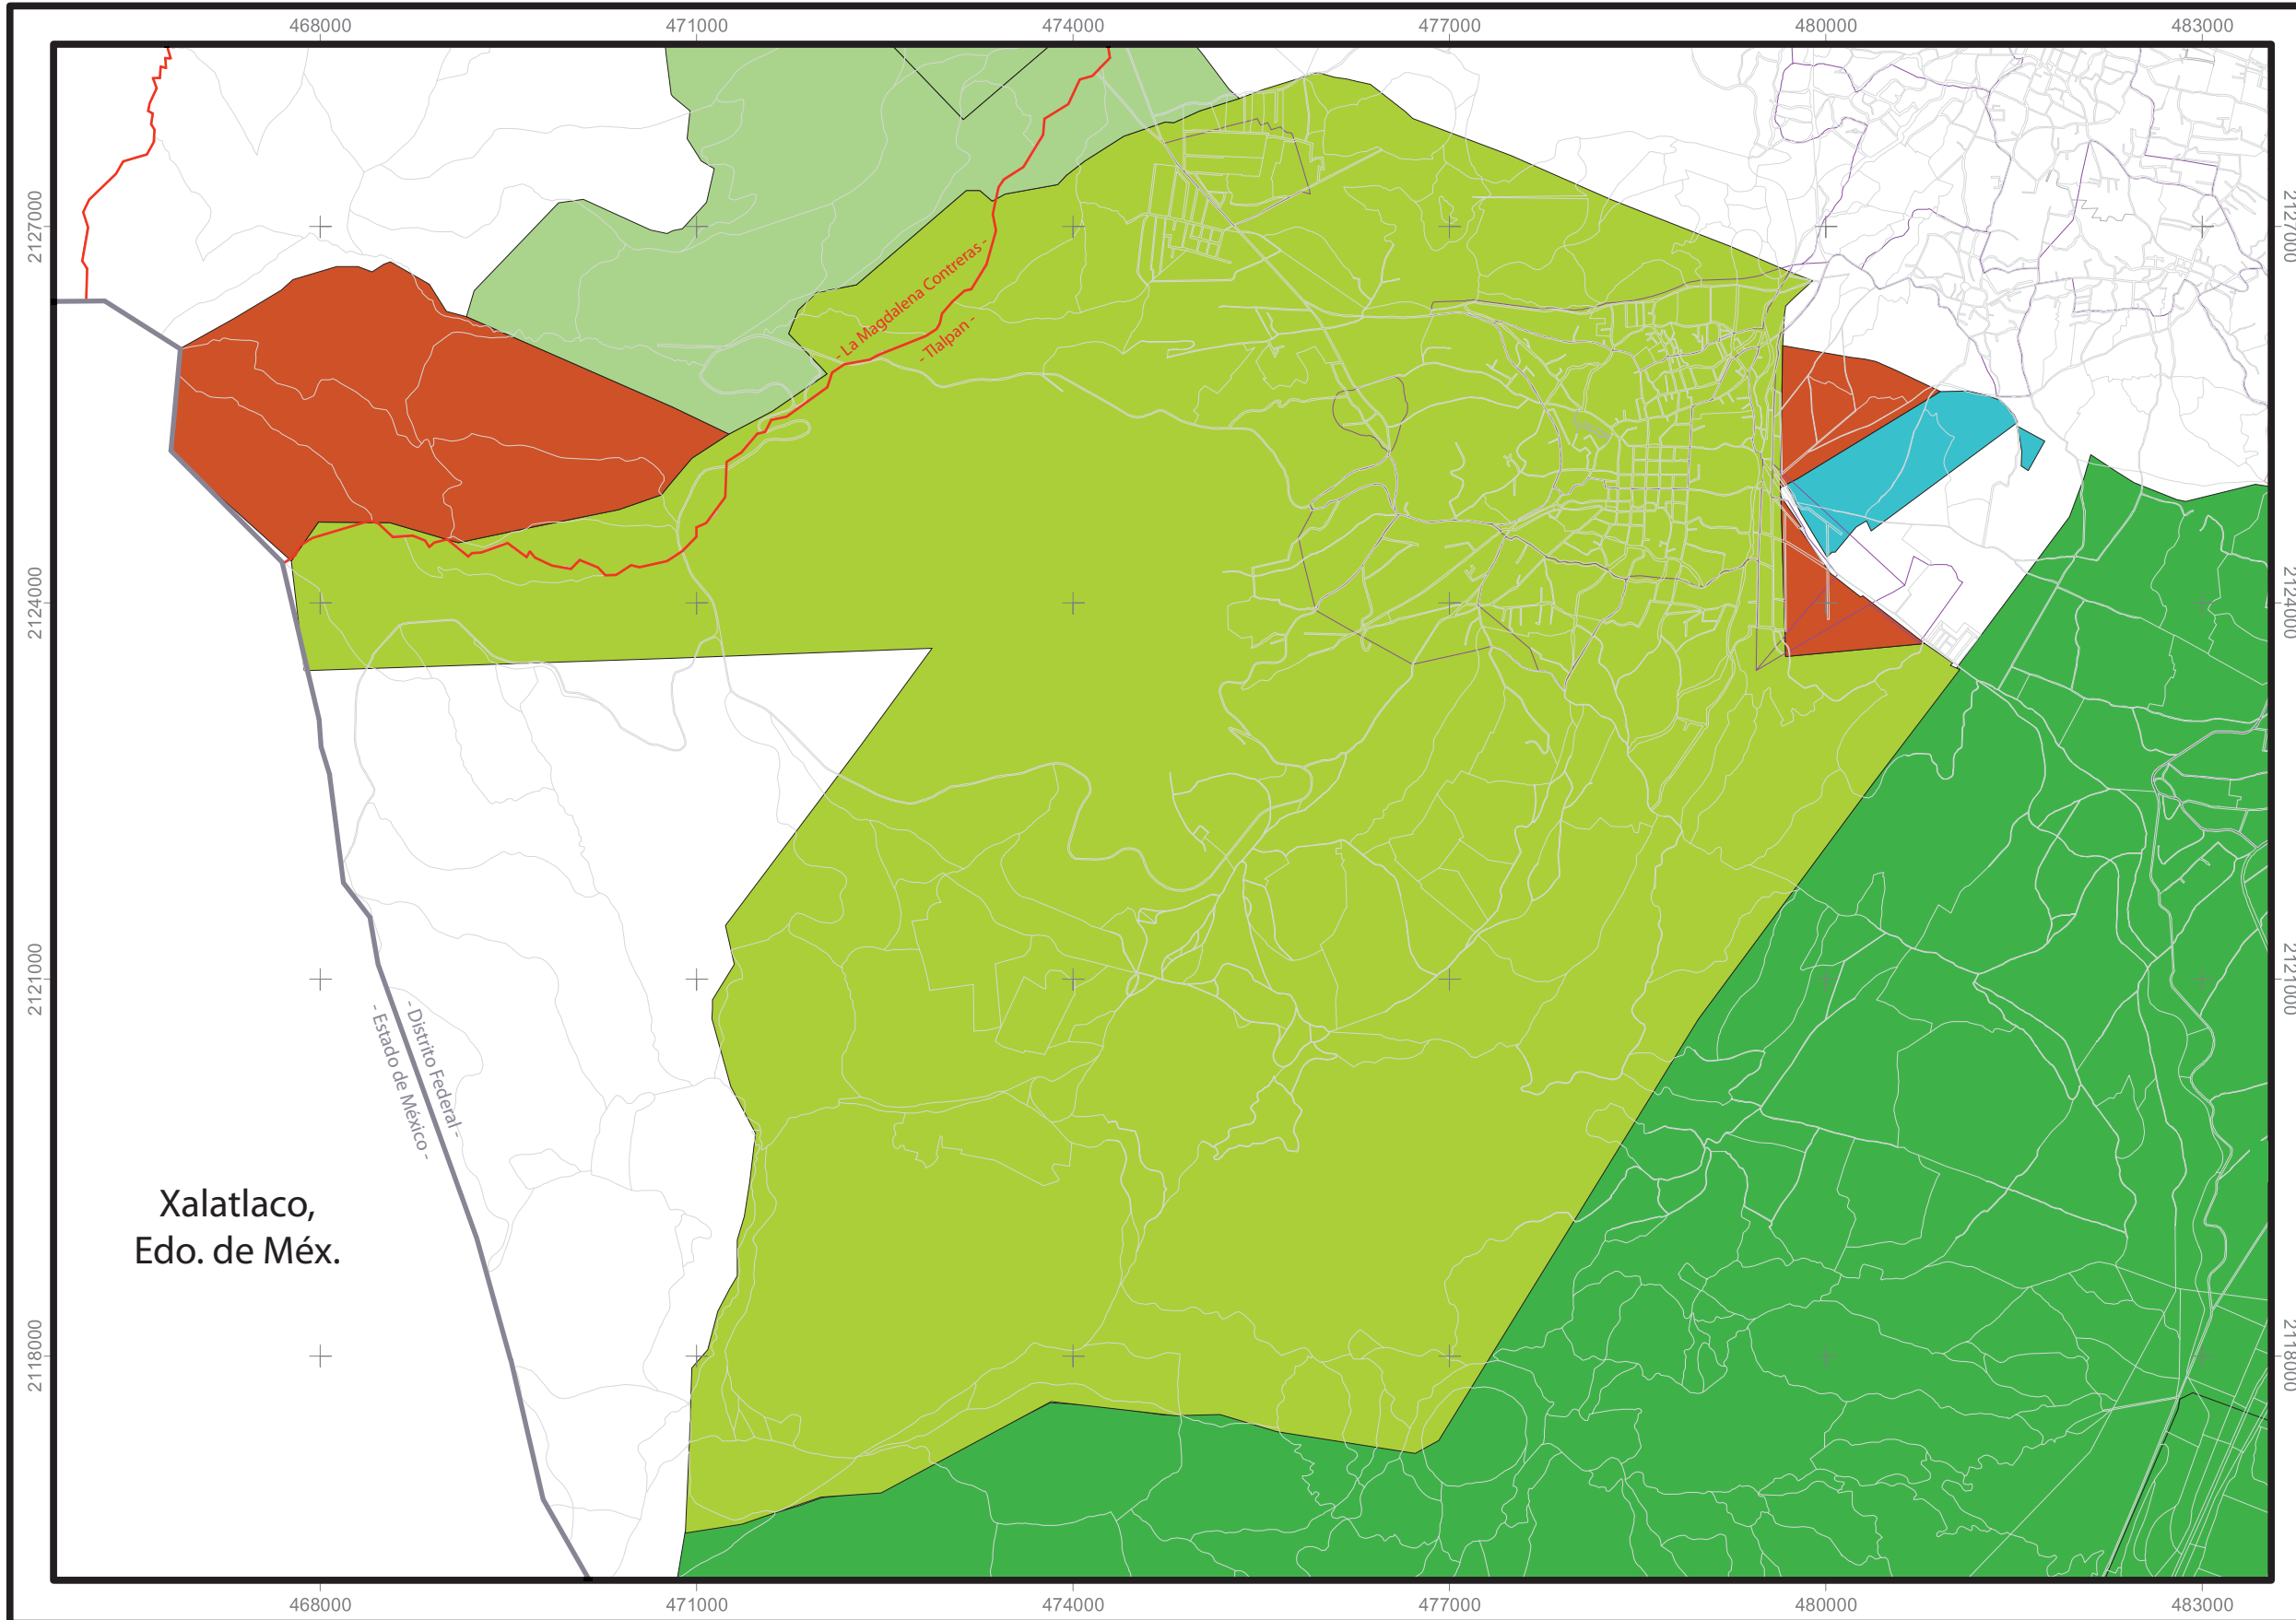 468000 471000 474000 477000 480000 483000
2127000 2127000
- La Magdalena Contreras -
- Tlalpan -
2124000 2124000
2121000 2121000
- Distrito Federal -
- Estado de México -
Xalatlaco,
Edo. de Méx.
2118000 2118000
468000 471000 474000 477000 480000 483000